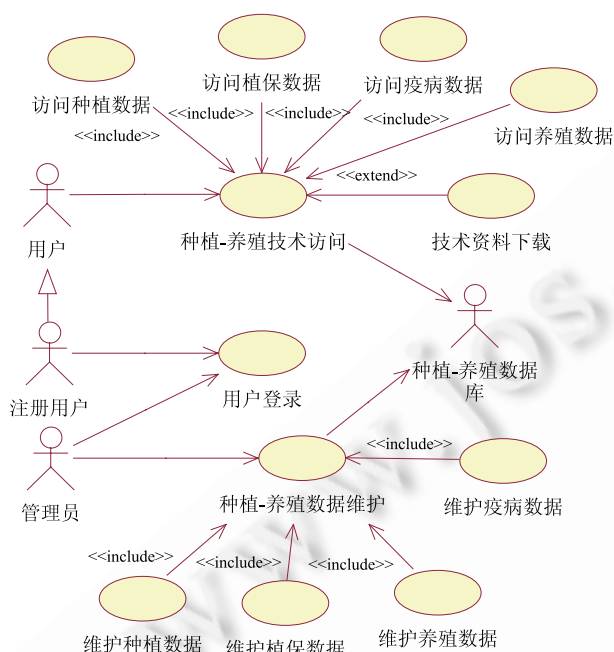 访问植保数据
访问疫病数据
访问种植数据
访问养殖数据
<<include>>
<<include>>
<<include>>
<<include>>
<<extend>>
用户
种植-养殖技术访问
技术资料下载
注册用户
用户登录
种植-养殖数据
库
管理员
种植-养殖数据维护
<<include>>
维护疫病数据
<<include>>
<<include>>
<<include>>
维护种植数据
维护植保数据
维护养殖数据
www.jos